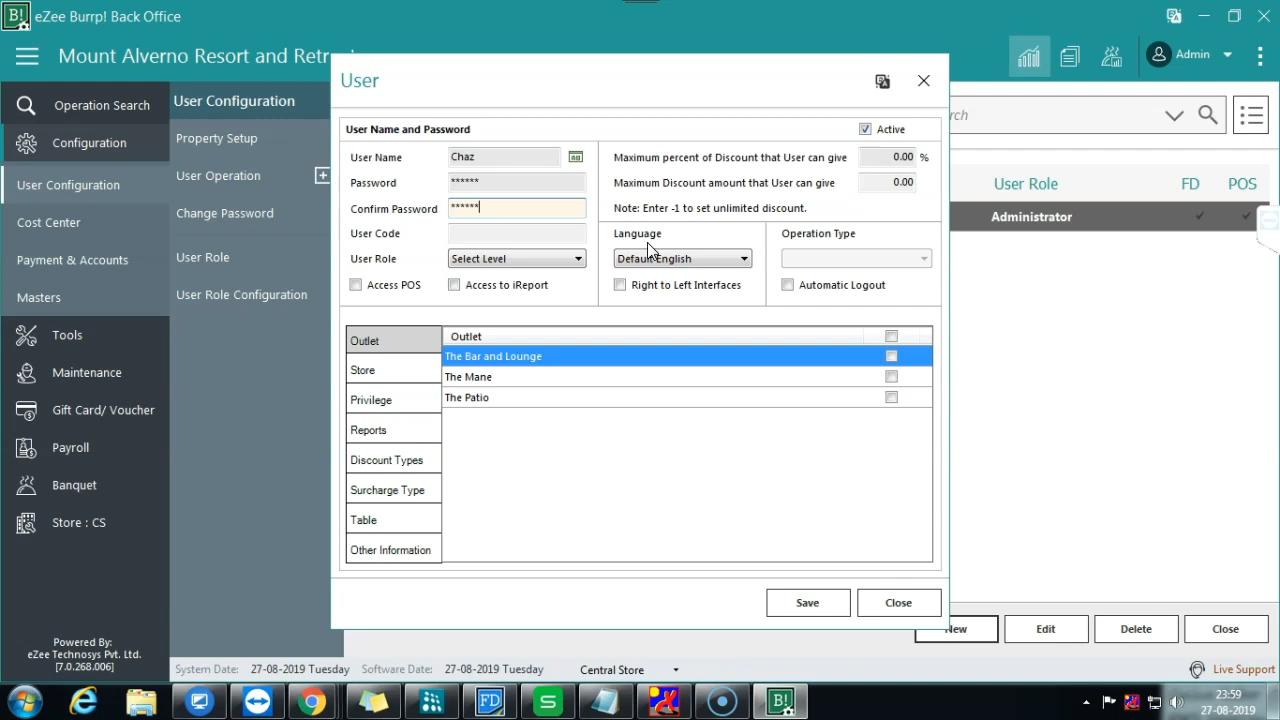 B! eZee Burrp! Back Office
Mount Alverno Resort and Retr
Admin
Operation Search
Configuration
User Configuration
Cost Center
Payment & Accounts
Masters
Tools
Maintenance
Gift Card/ Voucher
Payroll
Banquet
Store : CS
Powered By:
eZee Technosys Pvt. Ltd.
[7.0.268.006]
User Configuration
Property Setup
User Operation
Change Password
User Role
User Role Configuration
User
User Name and Password
Active
User Name Chaz
Password ******
Confirm Password ******
User Code
User Role Select Level
Access POS Access to iReport
Maximum percent of Discount that User can give 0.00 %
Maximum Discount amount that User can give 0.00
Note: Enter -1 to set unlimited discount.
Language
Default English
Right to Left Interfaces
Operation Type
Automatic Logout
Outlet
Store
Privilege
Reports
Discount Types
Surcharge Type
Table
Other Information
Outlet
The Bar and Lounge
The Mane
The Patio
Save Close
rch
User Role FD POS
Administrator
New Edit Delete Close
System Date: 27-08-2019 Tuesday Software Date: 27-08-2019 Tuesday Central Store Live Support
FD S B!
23:59
27-08-2019